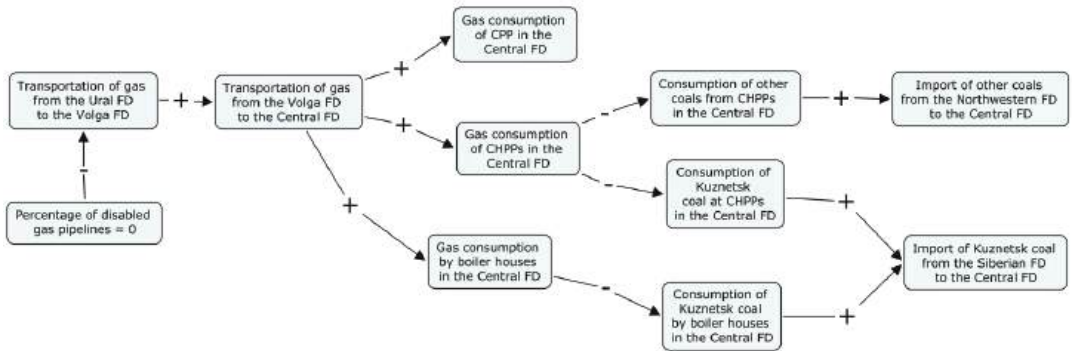 Gas consumption
of CPP in the
Central FD
Transportation of gas
from the Ural FD
to the Volga FD
+
Transportation of gas
from the Volga FD
to the Central FD
+
+
Gas consumption
of CHPPs in the
Central FD
-
Consumption of other
coals from CHPPs
in the Central FD
+
Import of other coals
from the Northwestern FD
to the Central FD
-
-
Consumption of
Kuznetsk
coal at CHPPs
in the Central FD
+
Percentage of disabled
gas pipelines = 0
+
Gas consumption
by boiler houses
in the Central FD
-
Consumption of
Kuznetsk coal
by boiler houses
in the Central FD
+
Import of Kuznetsk coal
from the Siberian FD
to the Central FD